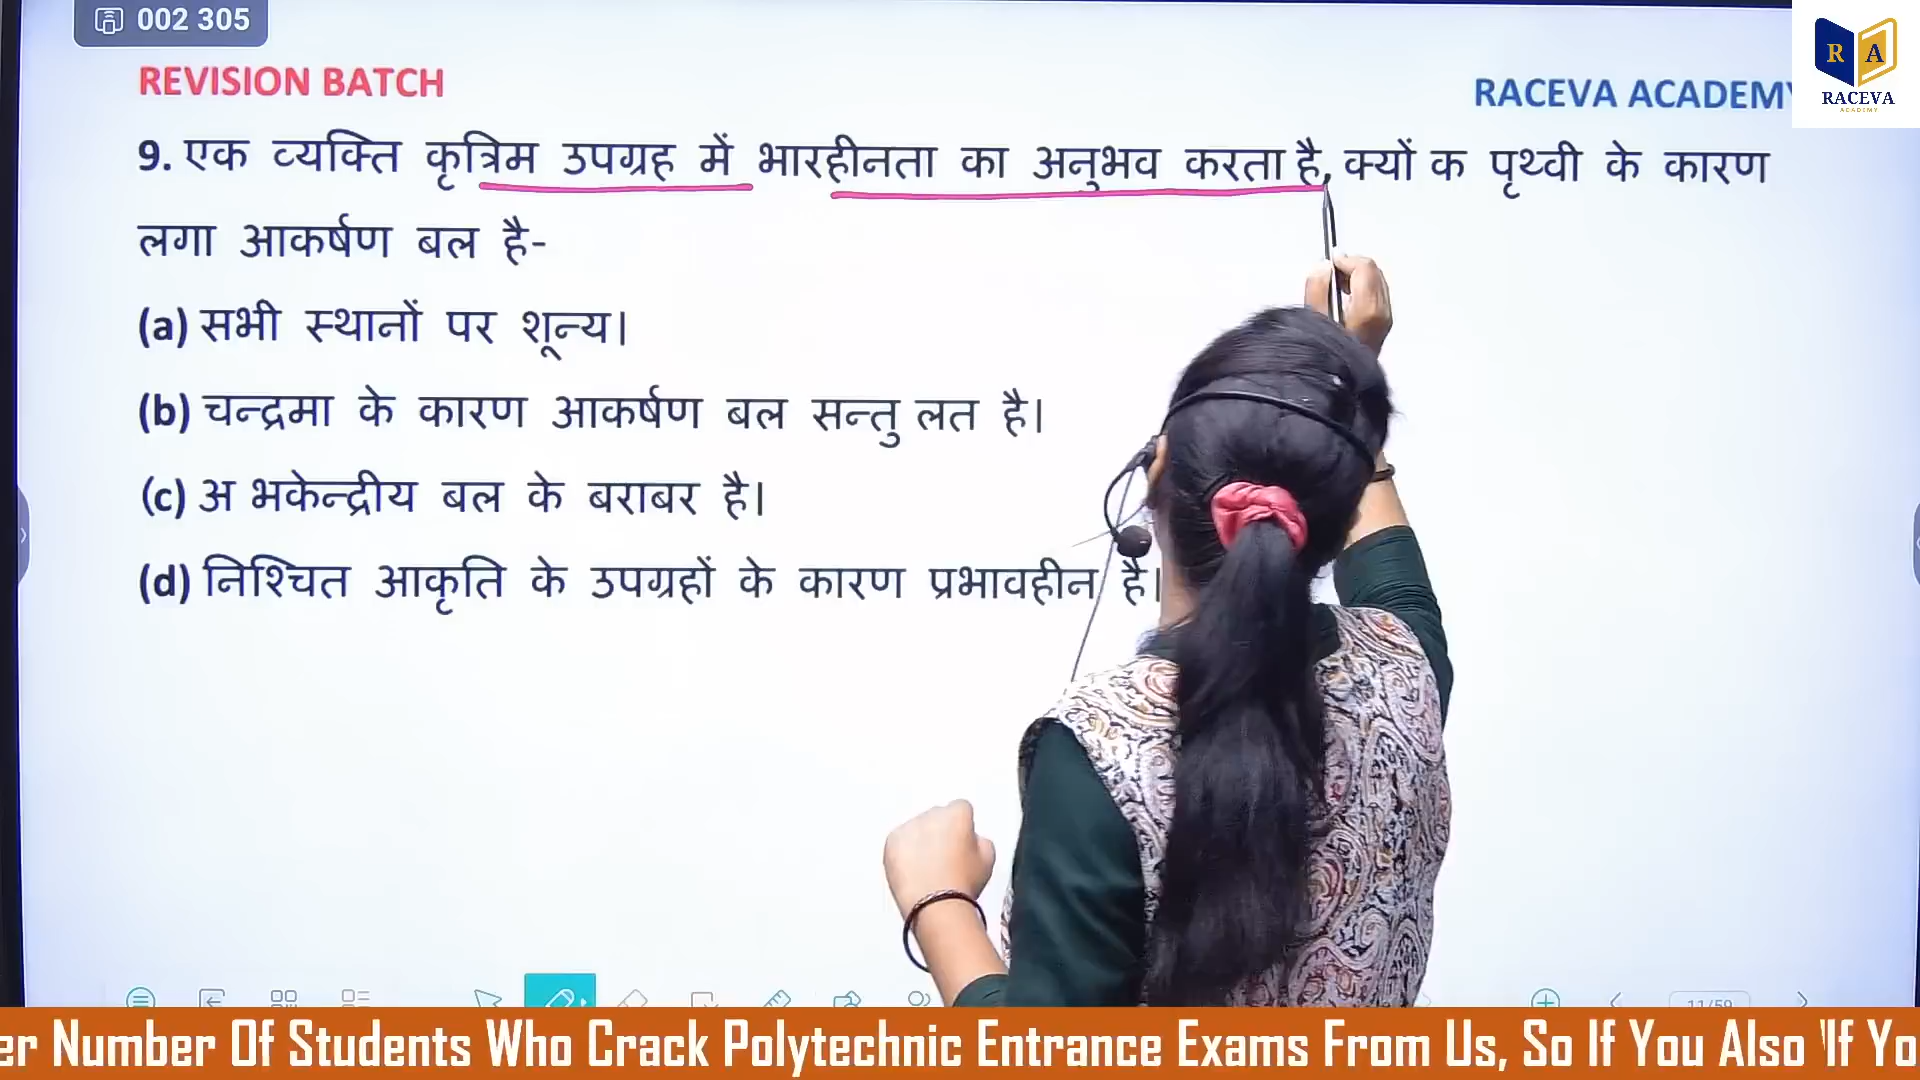 002 305
REVISION BATCH
RACEVA ACADEMY
R A
RACEVA
ACADEMY
9. एक व्यक्ति कृत्रिम उपग्रह में भारहीनता का अनुभव करता है, क्यों क पृथ्वी के कारण
लगा आकर्षण बल है-
(a) सभी स्थानों पर शून्य।
(b) चन्द्रमा के कारण आकर्षण बल सन्तु लत है।
(c) अ भकेन्द्रीय बल के बराबर है।
(d) निश्चित आकृति के उपग्रहों के कारण प्रभावहीन है।
11/59
er Number Of Students Who Crack Polytechnic Entrance Exams From Us, So If You Also 'If Yo